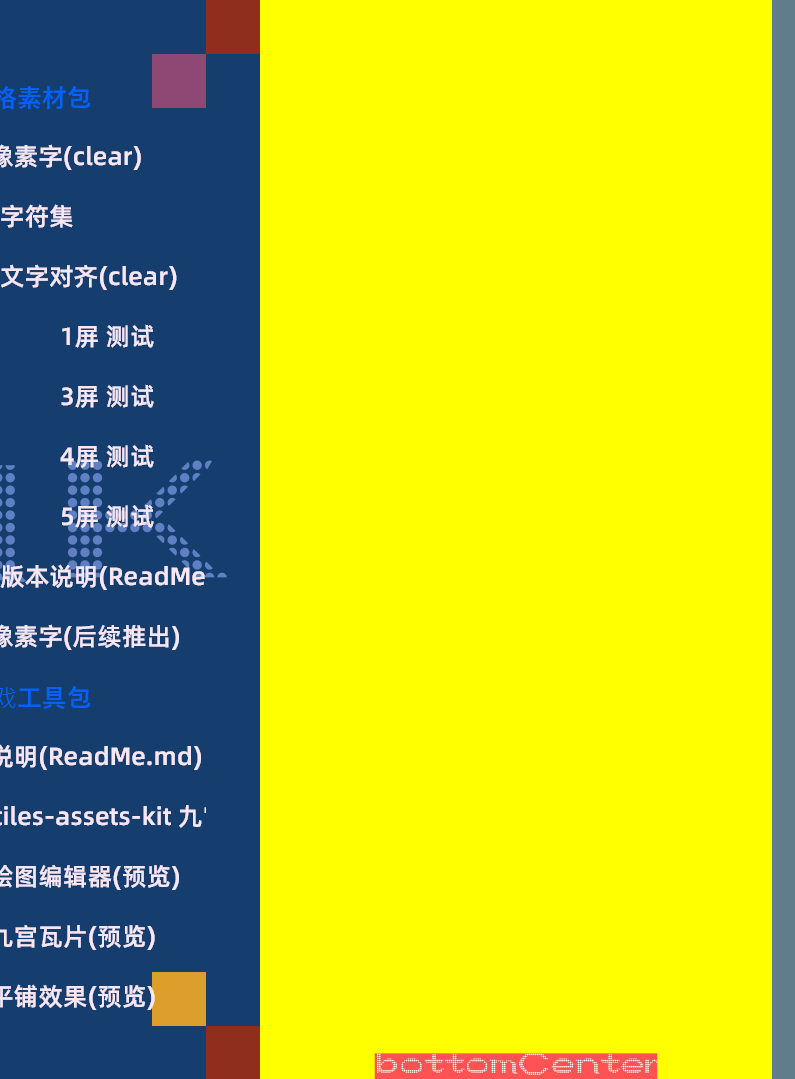 格素材包
像素字(clear)
字符集
文字对齐(clear)
1屏 测试
3屏 测试
4屏 测试
5屏 测试
版本说明(ReadMe
像素字(后续推出)
戏工具包
说明(ReadMe.md)
tiles-assets-kit 九
绘图编辑器(预览)
九宫瓦片(预览)
平铺效果(预览)
K
bottomCenter